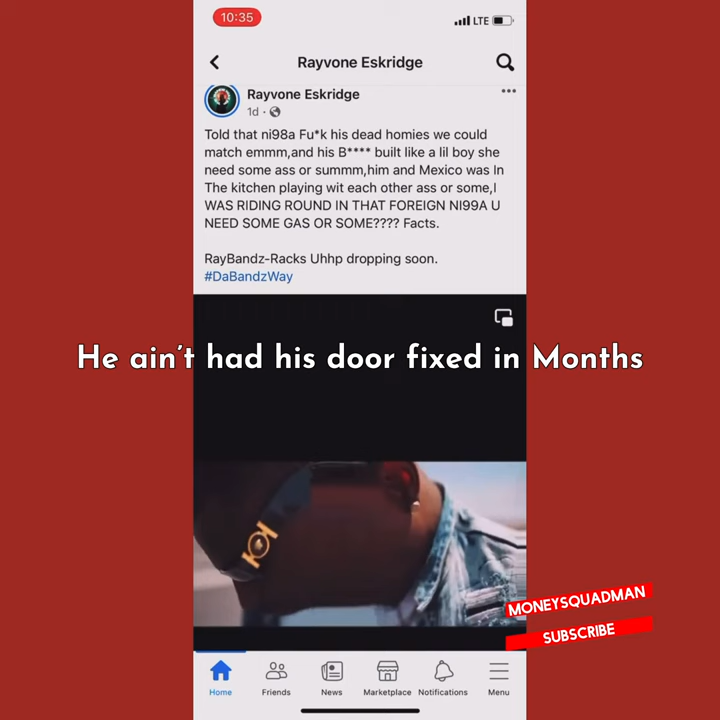 10:35
LTE
Rayvone Eskridge
Rayvone Eskridge
1d ·
Told that ni98a Fu*k his dead homies we could
match emmm,and his B**** built like a lil boy she
need some ass or summm,him and Mexico was In
The kitchen playing wit each other ass or some,I
WAS RIDING ROUND IN THAT FOREIGN NI99A U
NEED SOME GAS OR SOME???? Facts.
RayBandz-Racks Uhhp dropping soon.
#DaBandzWay
He ain't had his door fixed in Months
MONEYSQUADMAN
SUBSCRIBE
Home
Friends
News
Marketplace
Notifications
Menu